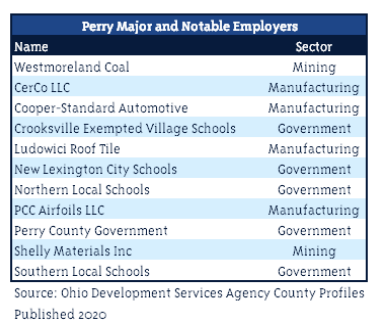 Perry Major and Notable Employers
Name Sector
Westmoreland Coal Mining
CerCo LLC Manufacturing
Cooper-Standard Automotive Manufacturing
Crooksville Exempted Village Schools Government
Ludowici Roof Tile Manufacturing
New Lexington City Schools Government
Northern Local Schools Government
PCC Airfoils LLC Manufacturing
Perry County Government Government
Shelly Materials Inc Mining
Southern Local Schools Government
Source: Ohio Development Services Agency County Profiles
Published 2020